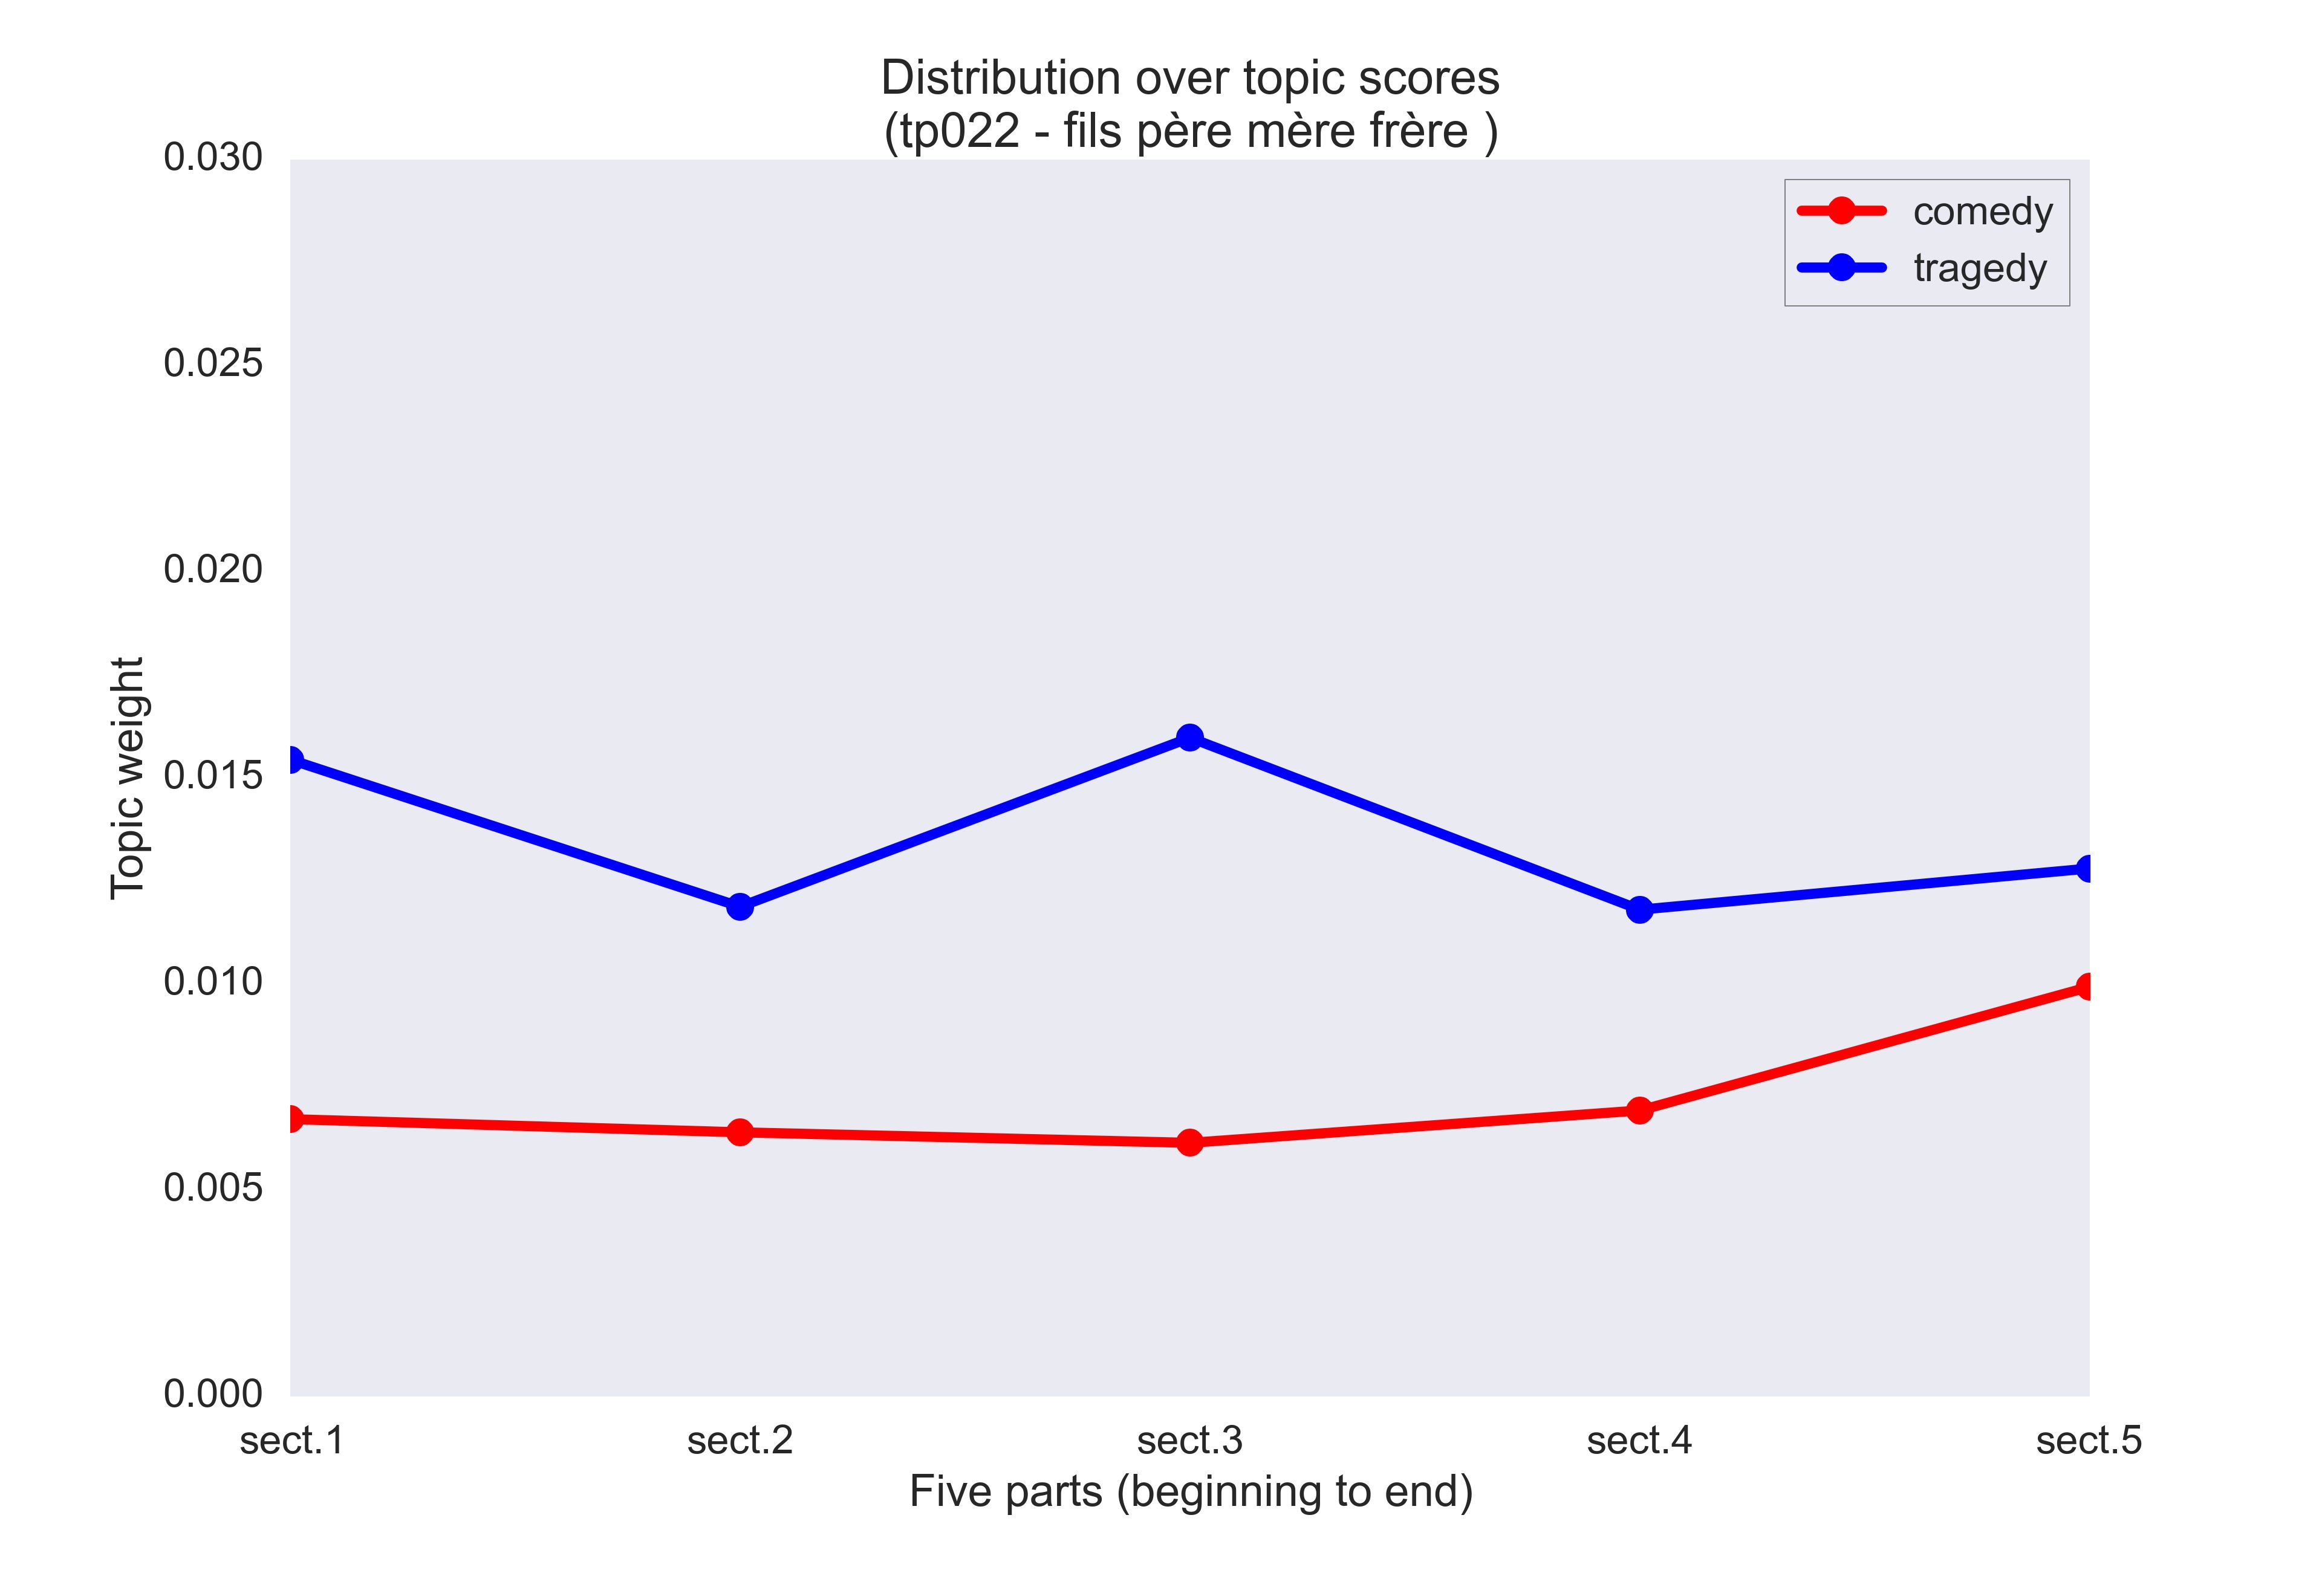 Distribution over topic scores
(tp022 - fils père mère frère )
0.030
0.025
0.020
0.015
0.010
0.005
0.000
Topic weight
comedy
tragedy
sect.1
sect.2
sect.3
sect.4
sect.5
Five parts (beginning to end)